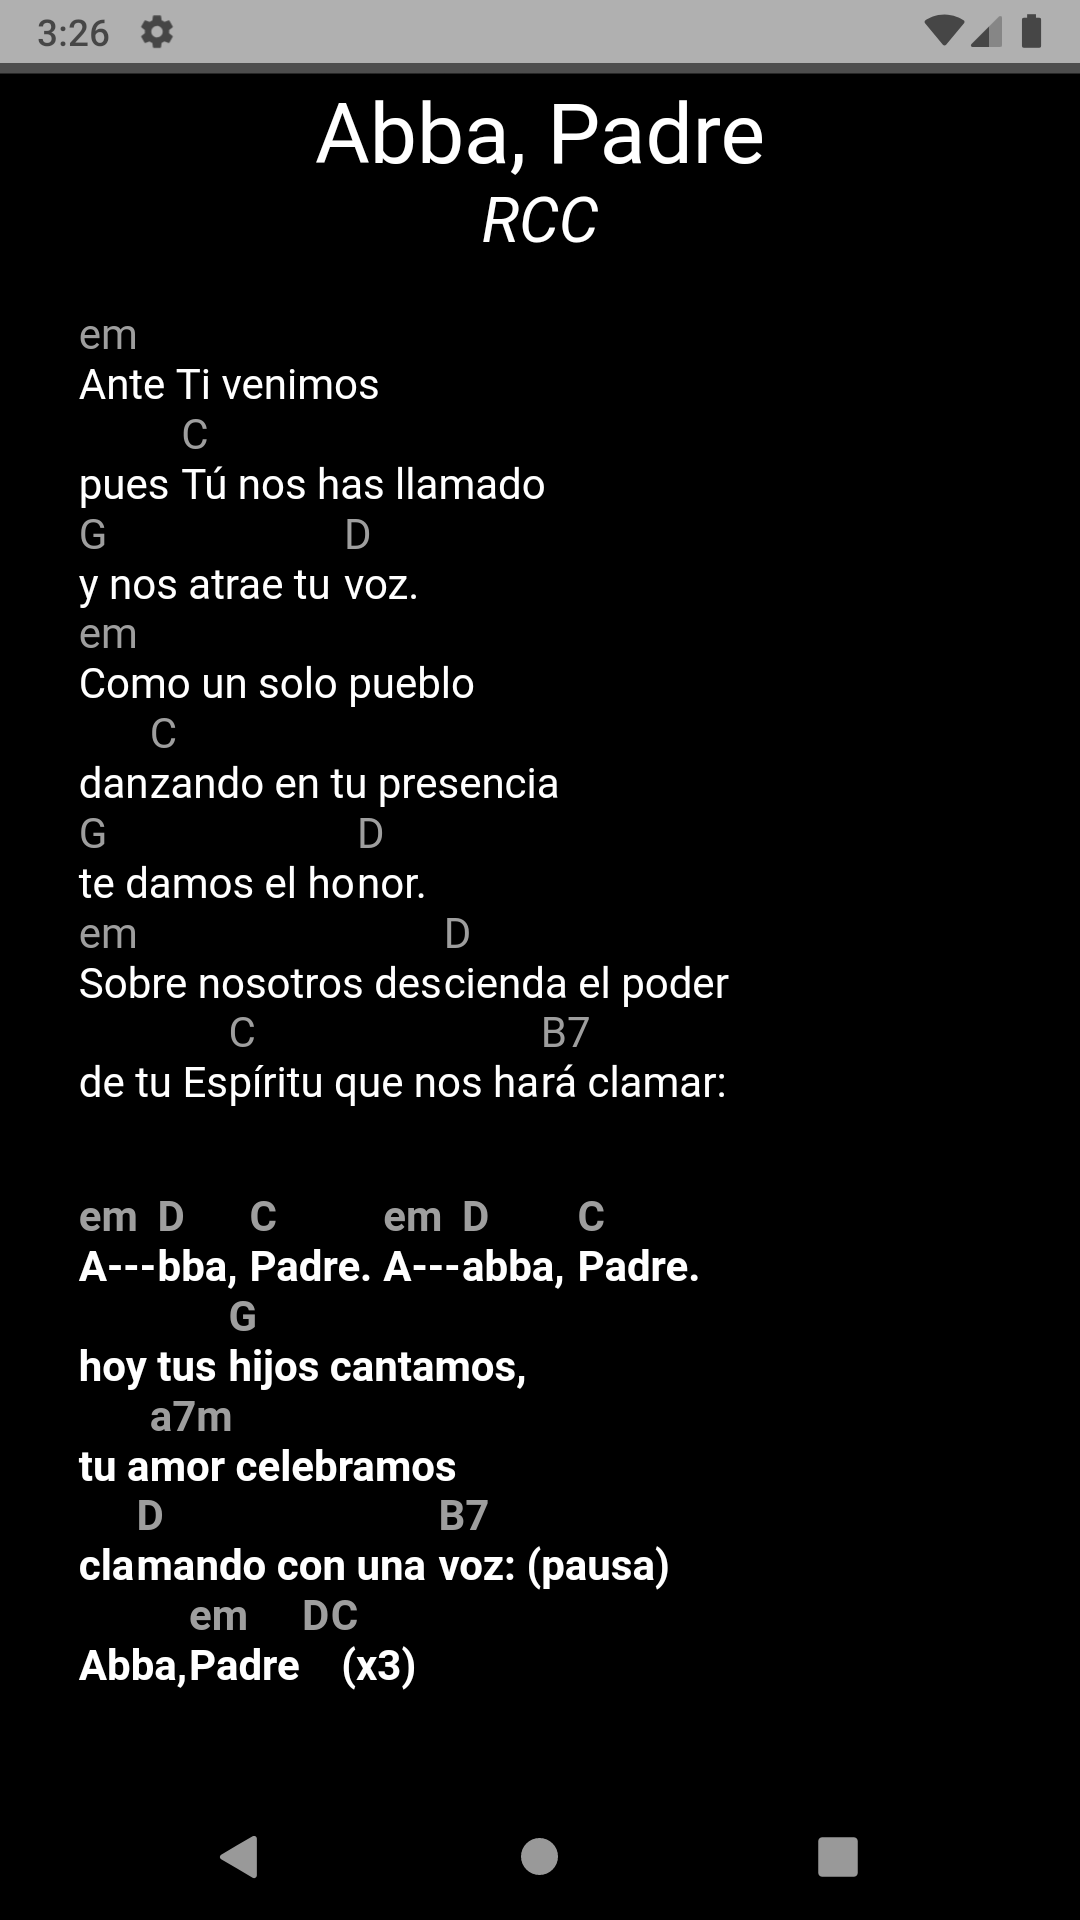 3:26
Abba, Padre
RCC
em
Ante Ti venimos
C
pues Tú nos has llamado
G D
y nos atrae tu voz.
em
Como un solo pueblo
C
danzando en tu presencia
G D
te damos el honor.
em D
Sobre nosotros descienda el poder
C B7
de tu Espíritu que nos hará clamar:
em D C em D C
A---bba, Padre. A---abba, Padre.
G
hoy tus hijos cantamos,
a7m
tu amor celebramos
D B7
clamando con una voz: (pausa)
em DC
Abba,Padre (x3)